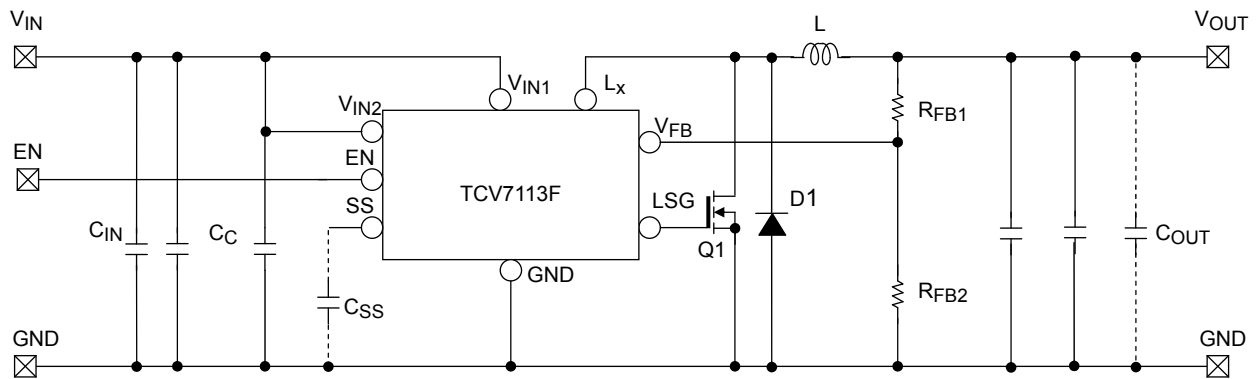 VIN
VOUT
L
VIN1
Lx
VIN2
VFB
RFB1
EN
EN
TCV7113F
SS
LSG
D1
CIN
CC
Q1
COUT
GND
CSS
RFB2
GND
GND